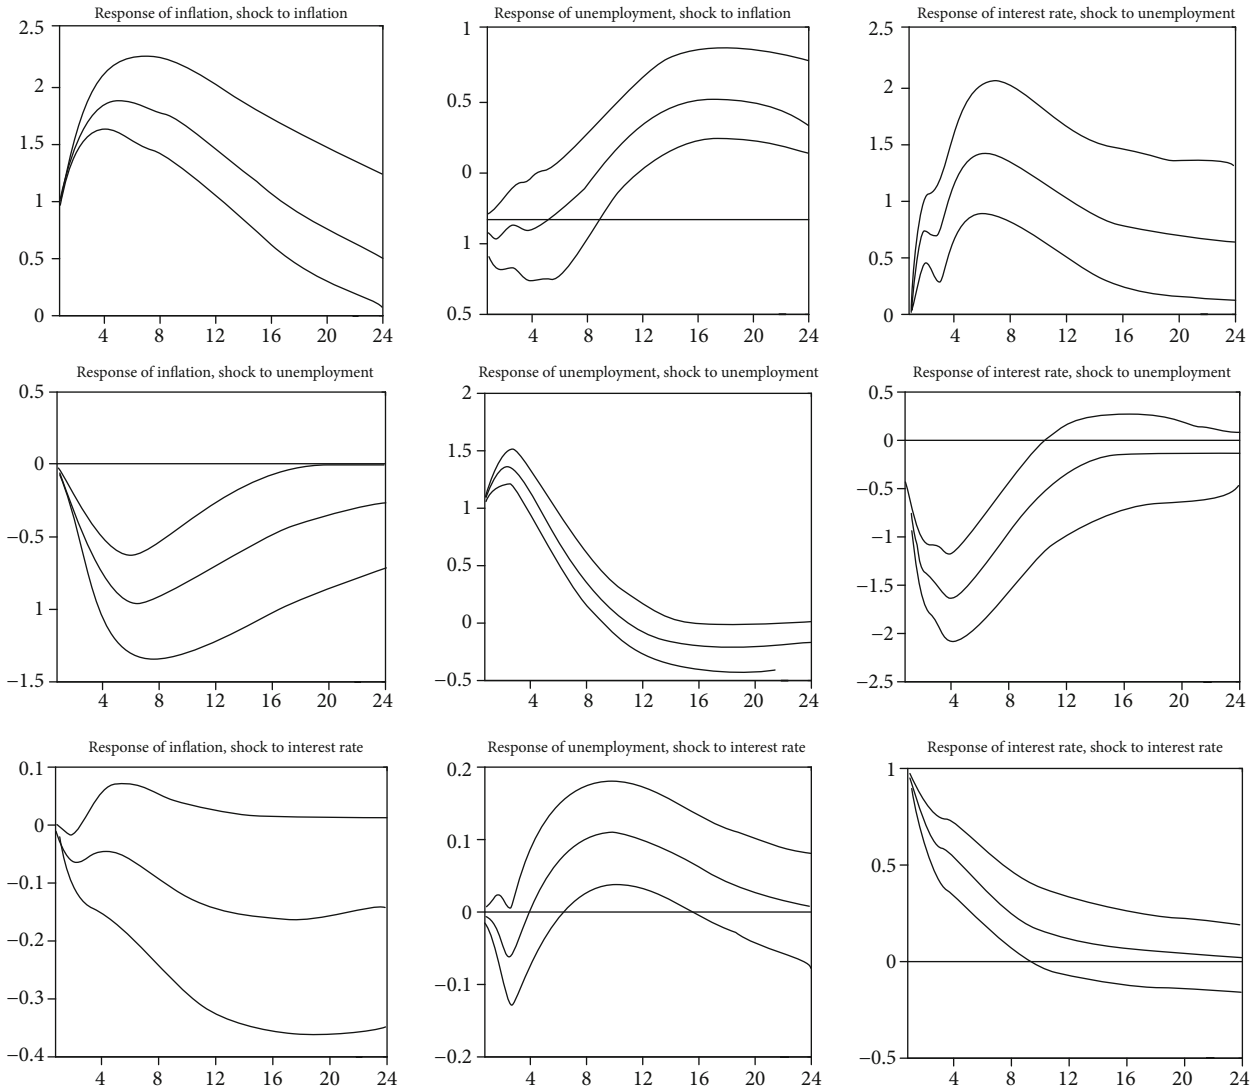 Response of inflation, shock to inflation
2.5
2
1.5
1
0.5
0
4 8 12 16 20 24
Response of unemployment, shock to inflation
1
0.5
0
1
0.5
4 8 12 16 20 24
Response of interest rate, shock to unemployment
2.5
2
1.5
1
0.5
0
4 8 12 16 20 24
Response of inflation, shock to unemployment
0.5
0
−0.5
1
−1.5
4 8 12 16 20 24
Response of unemployment, shock to unemployment
2
1.5
1
0.5
0
−0.5
4 8 12 16 20 24
Response of interest rate, shock to unemployment
0.5
0
−0.5
−1
−1.5
−2
−2.5
4 8 12 16 20 24
Response of inflation, shock to interest rate
0.1
0
−0.1
−0.2
−0.3
−0.4
4 8 12 16 20 24
Response of unemployment, shock to interest rate
0.2
0.1
0
−0.1
−0.2
4 8 12 16 20 24
Response of interest rate, shock to interest rate
1
0.5
0
−0.5
4 8 12 16 20 24